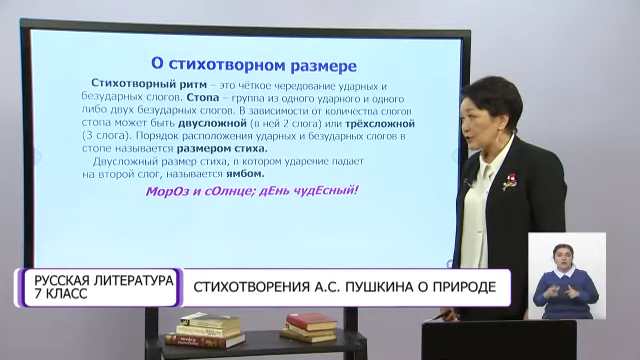 О стихотворном размере
Стихотворный ритм – это чёткое чередование ударных и
безударных слогов. Стопа – группа из одного ударного и одного
либо двух безударных слогов. В зависимости от количества слогов
стопа может быть двусложной (в ней 2 слога) или трёхсложной
(3 слога). Порядок расположения ударных и безударных слогов в
стопе называется размером стиха.
Двусложный размер стиха, в котором ударение падает
на второй слог, называется ямбом.
МорОз и сОлнце; дЕнь чудЕсный!
РУССКАЯ ЛИТЕРАТУРА
7 КЛАСС
СТИХОТВОРЕНИЯ А.С. ПУШКИНА О ПРИРОДЕ